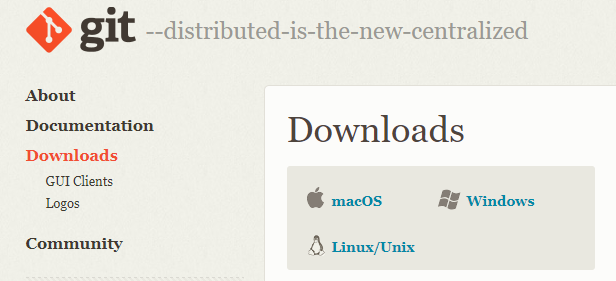 git --distributed-is-the-new-centralized
About
Documentation
Downloads
GUI Clients
Logos
Community
Downloads
macOS
Windows
Linux/Unix